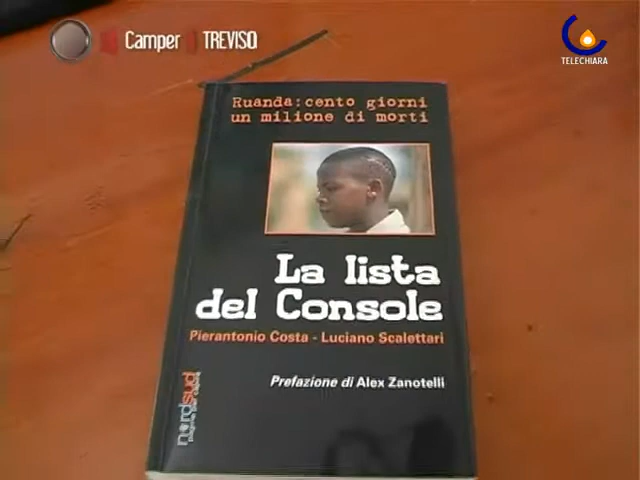 Camper TREVISO
TELECHIARA
Ruanda: cento giorni
un milione di morti
La lista
del Console
Pierantonio Costa - Luciano Scalettari
Prefazione di Alex Zanotelli
nordsud